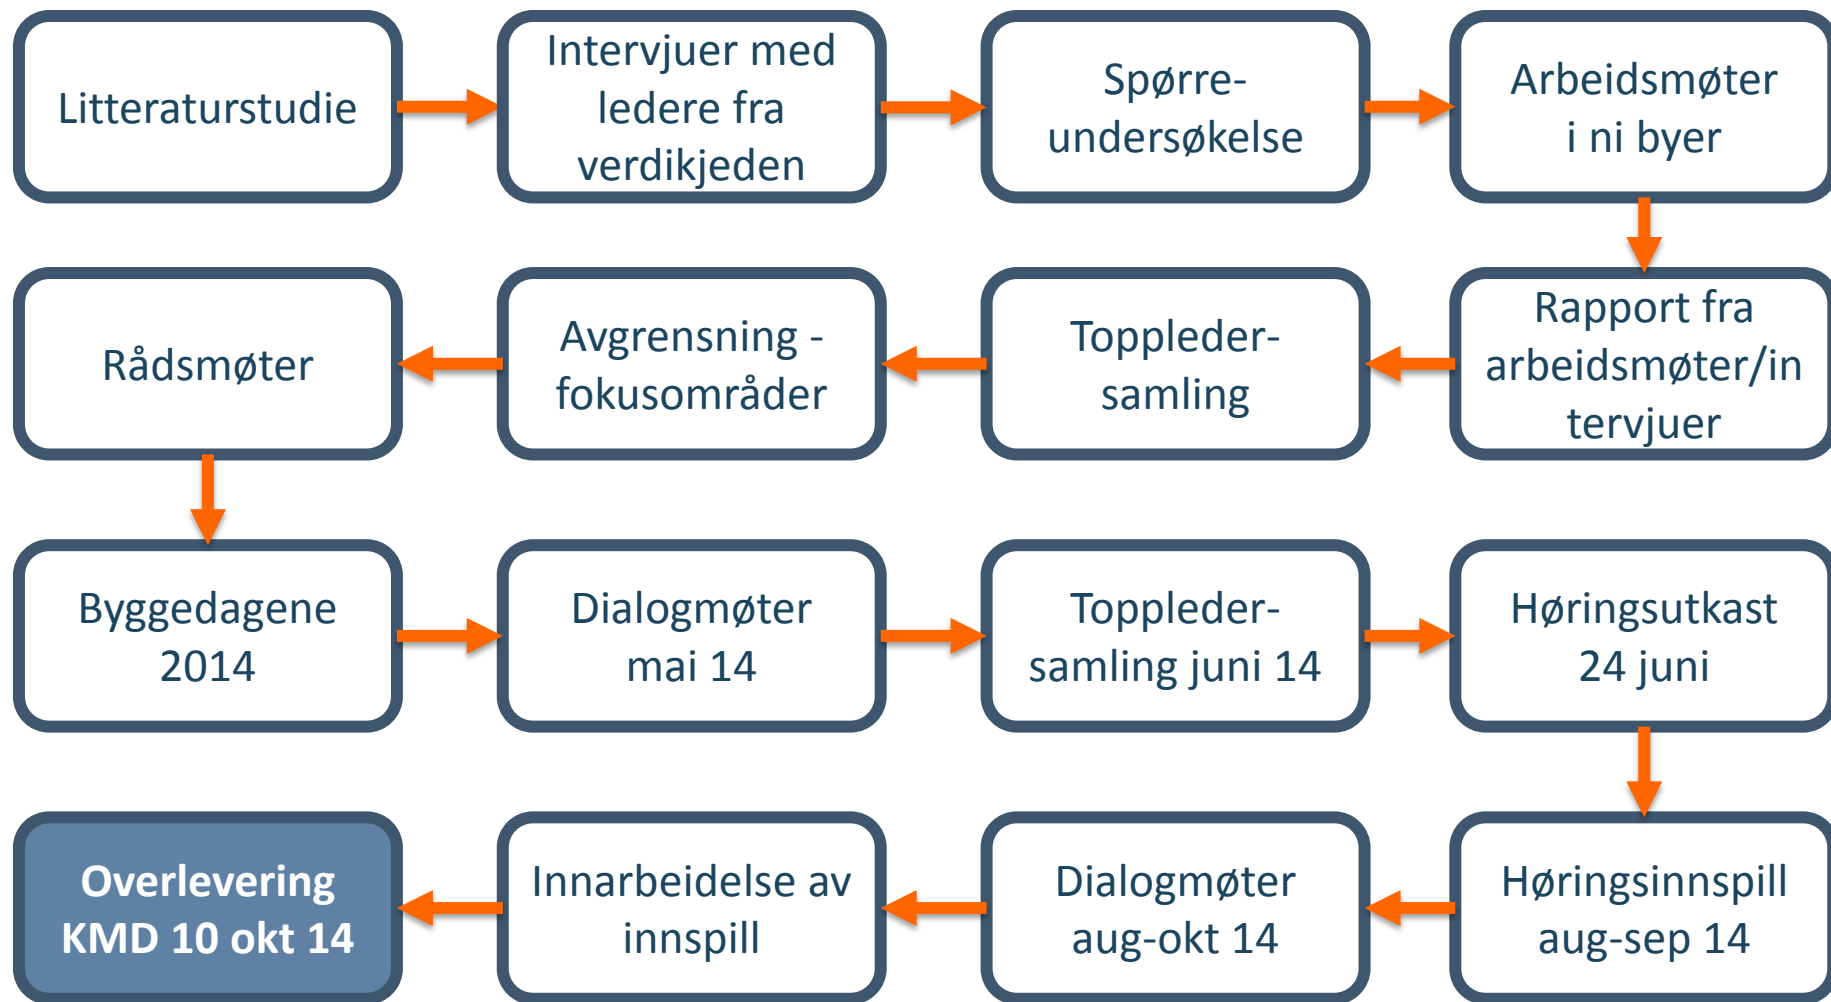 Litteraturstudie
Intervjuer med
ledere fra
verdikjeden
Spørre-
undersøkelse
Arbeidsmøter
i ni byer
Rådsmøter
Avgrensning -
fokusområder
Toppleder-
samling
Rapport fra
arbeidsmøter/in
tervjuer
Byggedagene
2014
Dialogmøter
mai 14
Toppleder-
samling juni 14
Høringsutkast
24 juni
Overlevering
KMD 10 okt 14
Innarbeidelse av
innspill
Dialogmøter
aug-okt 14
Høringsinnspill
aug-sep 14